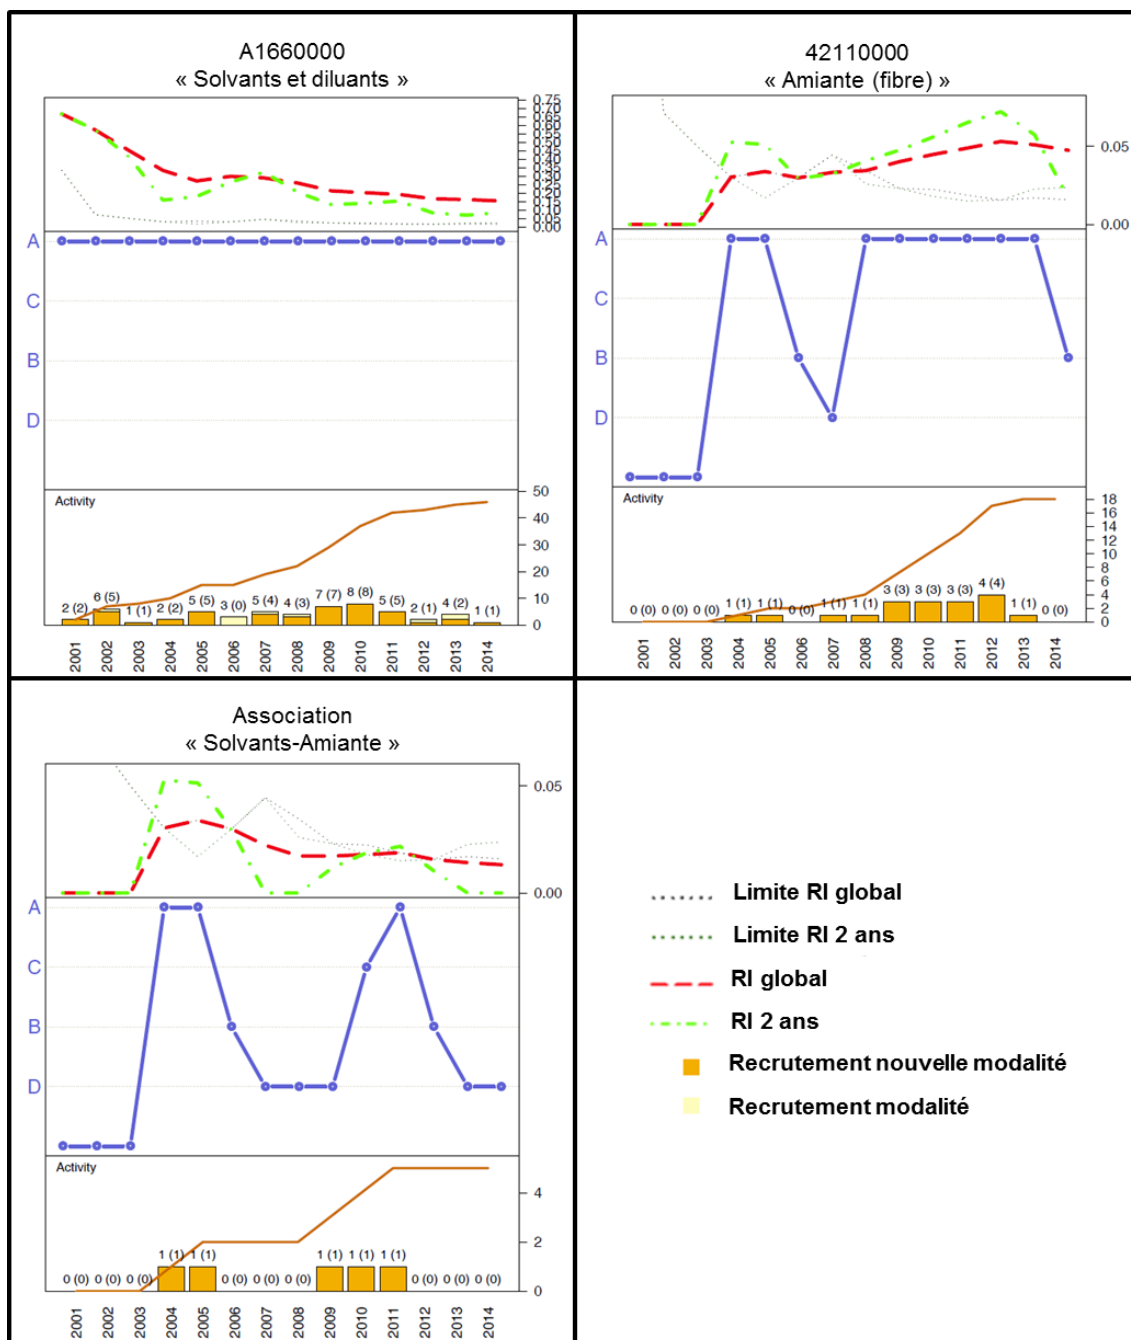 A1660000
« Solvants et diluants »
0.75
0.70
0.65
0.60
0.55
0.50
0.45
0.40
0.35
0.30
0.25
0.20
0.15
0.10
0.05
0.00
A
C
B
D
Activity
50
40
30
20
10
0
2 (2) 6 (5) 1 (1) 2 (2) 5 (5) 3 (0) 5 (4) 4 (3) 7 (7) 8 (8) 5 (5) 2 (1) 4 (2) 1 (1)
2001 2002 2003 2004 2005 2006 2007 2008 2009 2010 2011 2012 2013 2014
42110000
« Amiante (fibre) »
0.05
0.00
A
C
B
D
Activity
18
16
14
12
10
8
6
4
2
0
0 (0) 0 (0) 0 (0) 1 (1) 1 (1) 0 (0) 1 (1) 1 (1) 3 (3) 3 (3) 3 (3) 4 (4) 1 (1) 0 (0)
2001 2002 2003 2004 2005 2006 2007 2008 2009 2010 2011 2012 2013 2014
Association
« Solvants-Amiante »
0.05
0.00
A
C
B
D
Activity
4
2
0
0 (0) 0 (0) 0 (0) 1 (1) 1 (1) 0 (0) 0 (0) 0 (0) 1 (1) 1 (1) 1 (1) 0 (0) 0 (0) 0 (0)
2001 2002 2003 2004 2005 2006 2007 2008 2009 2010 2011 2012 2013 2014
Limite RI global
Limite RI 2 ans
RI global
RI 2 ans
Recrutement nouvelle modalité
Recrutement modalité